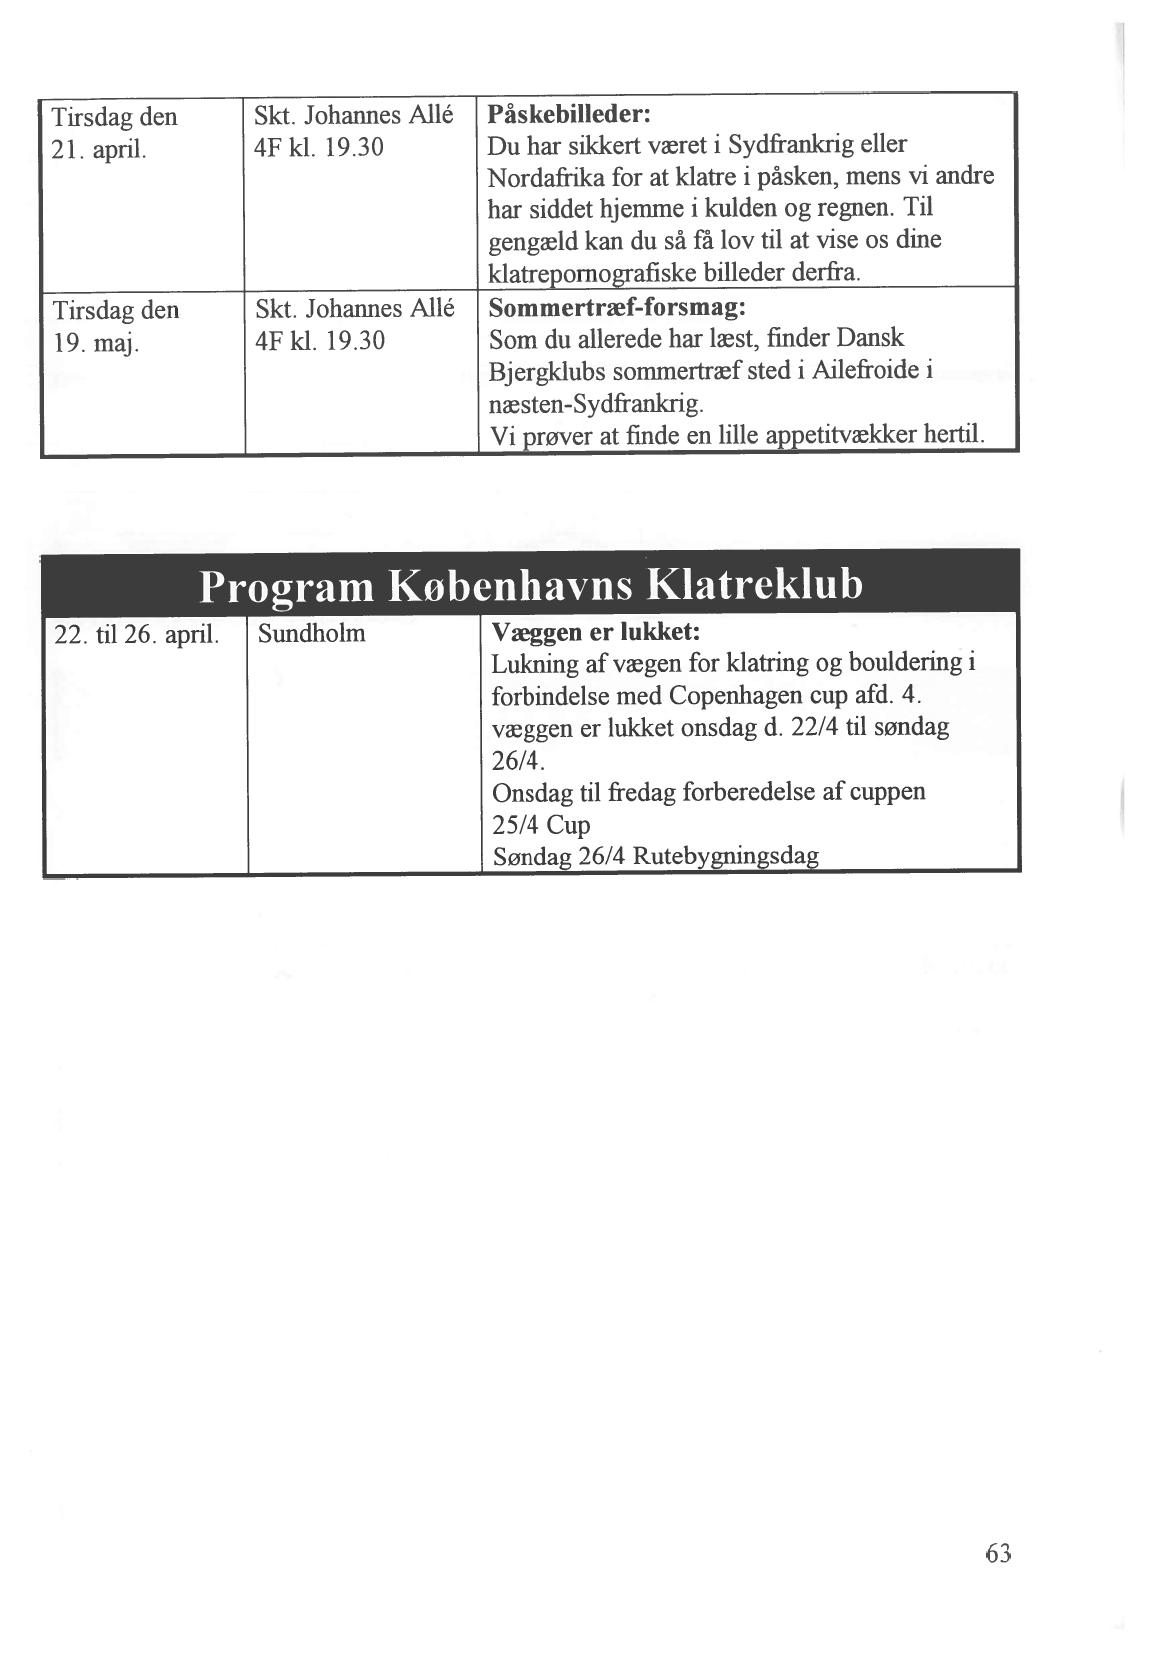 Tirsdag den
21. april.
Skt. Johannes Allé
4F kl. 19.30
Påskebilleder:
Du har sikkert været i Sydfrankrig eller
Nordafrika for at klatre i påsken, mens vi andre
har siddet hjemme i kulden og regnen. Til
gengæld kan du så få lov til at vise os dine
klatrepornografiske billeder derfra.
Tirsdag den
19. maj.
Skt. Johannes Allé
4F kl. 19.30
Sommertræf-forsmag:
Som du allerede har læst, finder Dansk
Bjergklubs sommertræf sted i Ailefroide i
næsten-Sydfrankrig.
Vi prøver at finde en lille appetitvækker hertil.
Program Københavns Klatreklub
22. til 26. april.
Sundholm
Væggen er lukket:
Lukning af vægen for klatring og bouldering i
forbindelse med Copenhagen cup afd. 4.
væggen er lukket onsdag d. 22/4 til søndag
26/4.
Onsdag til fredag forberedelse af cuppen
25/4 Cup
Søndag 26/4 Rutebygningsdag
63